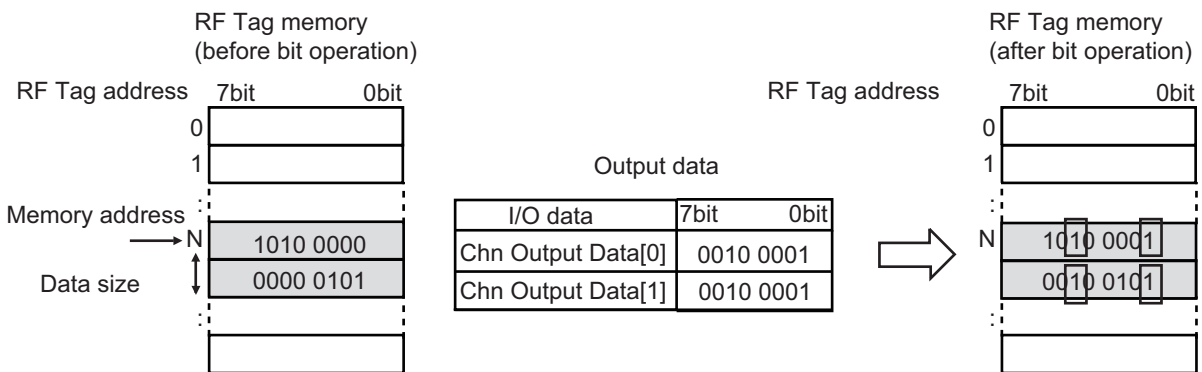 RF Tag memory
(before bit operation)
RF Tag address 7bit 0bit
0
1
:
Memory address
N 1010 0000
Data size 0000 0101
:
Output data
I/O data 7bit 0bit
Chn Output Data[0] 0010 0001
Chn Output Data[1] 0010 0001
RF Tag memory
(after bit operation)
RF Tag address 7bit 0bit
0
1
:
N 1010 0001
0010 0101
: